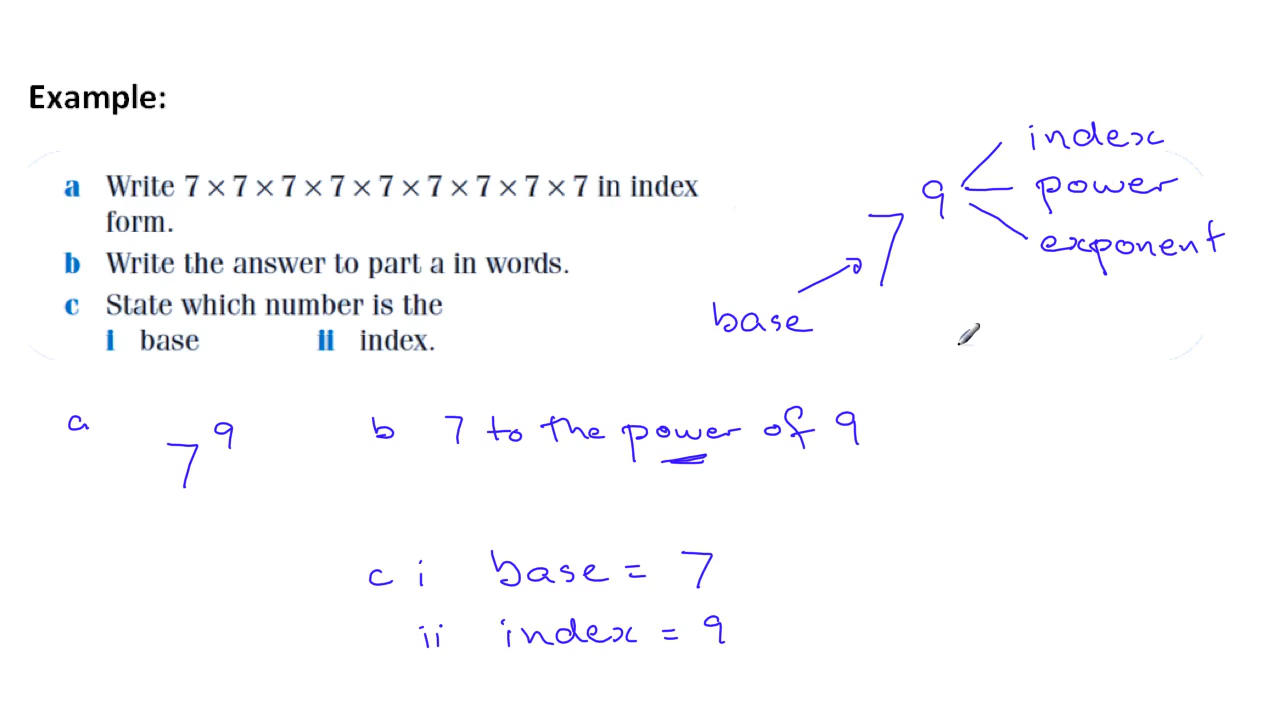 Example:
a Write 7 × 7 × 7 × 7 × 7 × 7 × 7 × 7 × 7 in index
form.
b Write the answer to part a in words.
c State which number is the
i base ii index.
index
7⁹ power
exponent
base
a 7⁹ b 7 to the power of 9
c i base = 7
ii index = 9